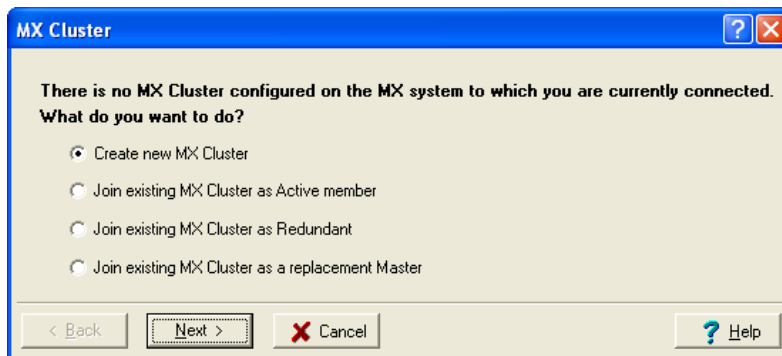 MX Cluster
There is no MX Cluster configured on the MX system to which you are currently connected.
What do you want to do?
Create new MX Cluster
Join existing MX Cluster as Active member
Join existing MX Cluster as Redundant
Join existing MX Cluster as a replacement Master
< Back Next > Cancel ? Help